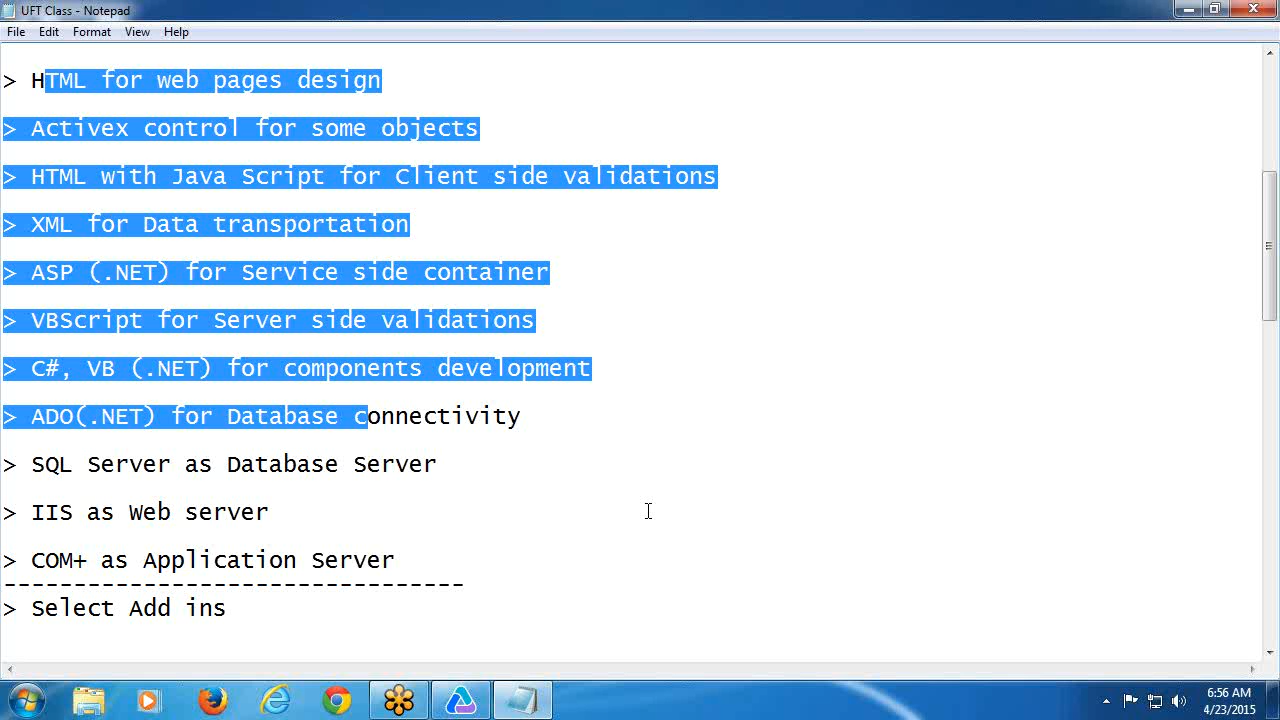 UFT Class - Notepad
File Edit Format View Help
> HTML for web pages design
> Activex control for some objects
> HTML with Java Script for Client side validations
> XML for Data transportation
> ASP (.NET) for Service side container
> VBScript for Server side validations
> C#, VB (.NET) for components development
> ADO(.NET) for Database connectivity
> SQL Server as Database Server
> IIS as Web server
> COM+ as Application Server
---------------------------------
> Select Add ins
6:56 AM
4/23/2015